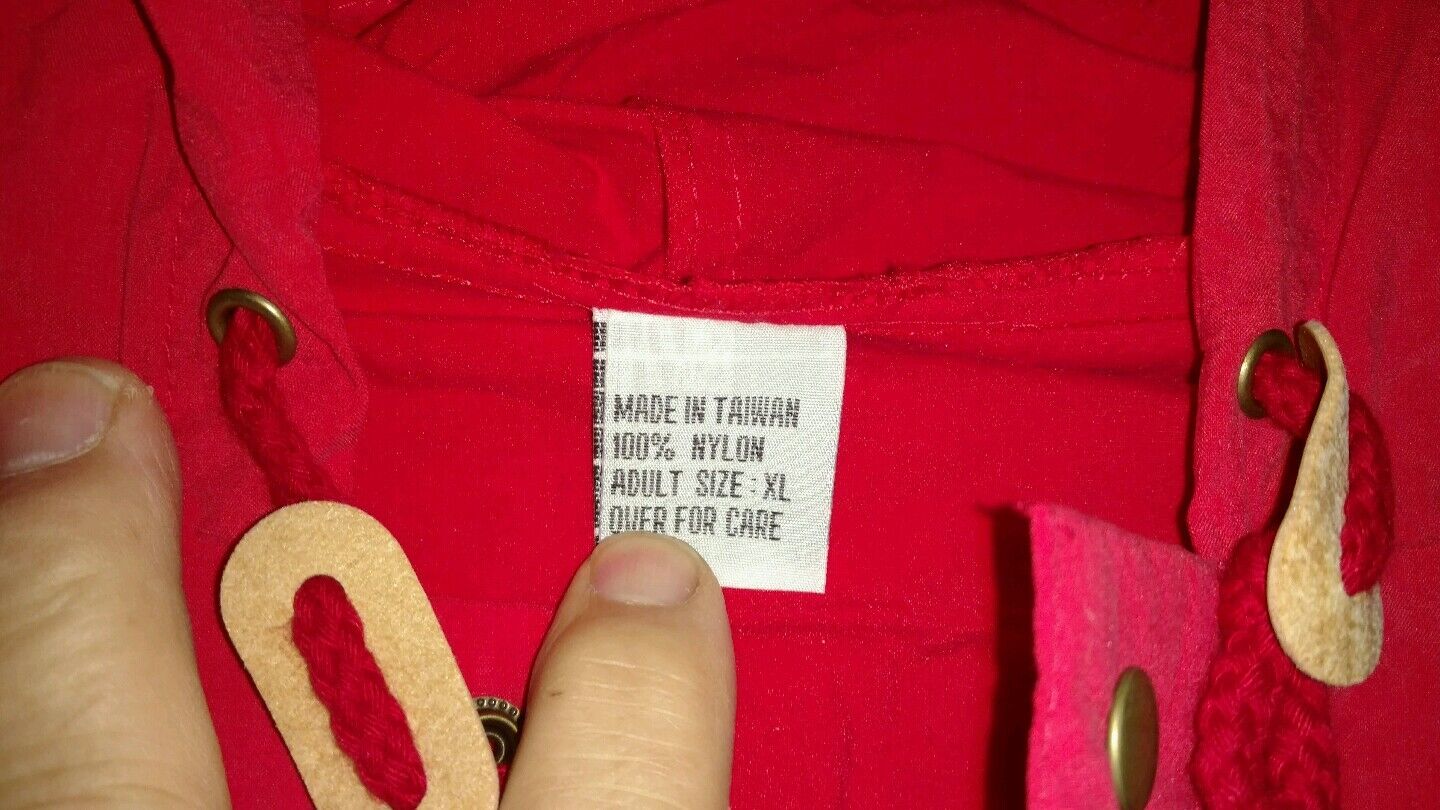 MADE IN TAIWAN
100% NYLON
ADULT SIZE : XL
OVER FOR CARE